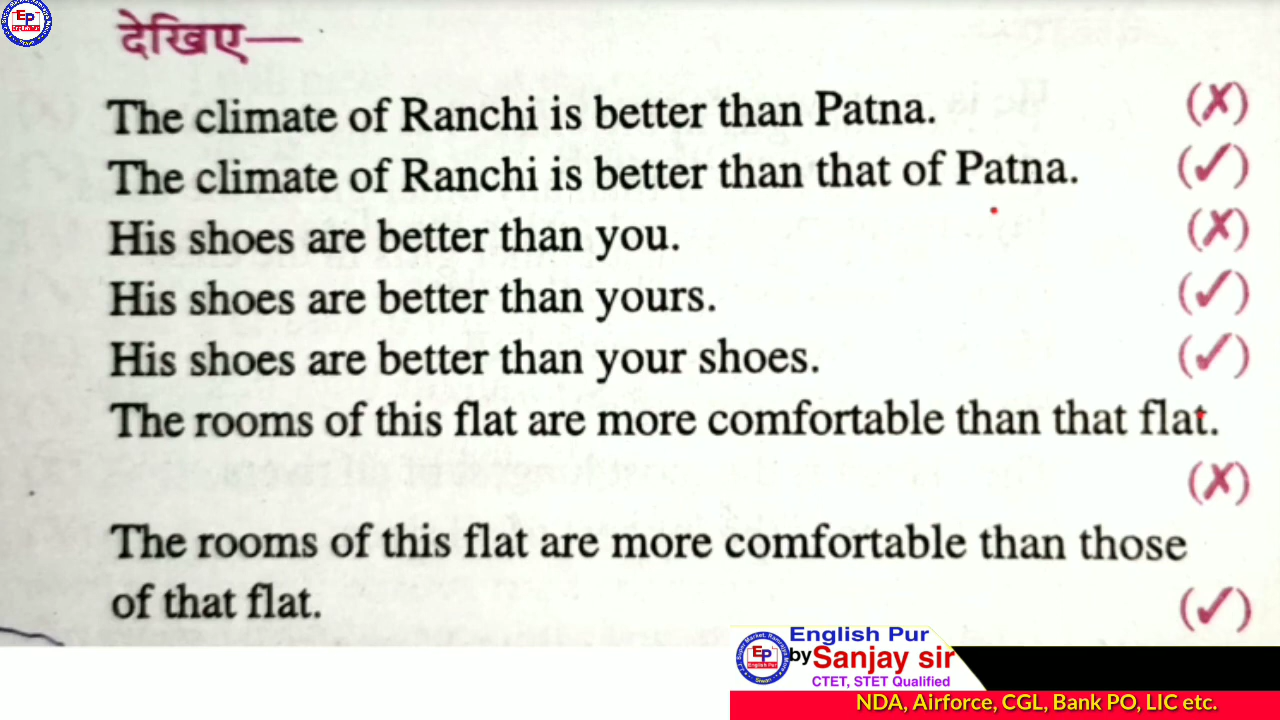 देखिए—
The climate of Ranchi is better than Patna. (✗)
The climate of Ranchi is better than that of Patna. (✓)
His shoes are better than you. (✗)
His shoes are better than yours. (✓)
His shoes are better than your shoes. (✓)
The rooms of this flat are more comfortable than that flat.
(✗)
The rooms of this flat are more comfortable than those
of that flat. (✓)
EP
English Pur
English Pur
by Sanjay sir
CTET, STET Qualified
NDA, Airforce, CGL, Bank PO, LIC etc.